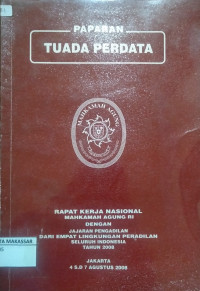 PAPARAN
TUADA PERDATA
MAHKAMAH AGUNG
RAPAT KERJA NASIONAL
MAHKAMAH AGUNG RI
DENGAN
JAJARAN PENGADILAN
DARI EMPAT LINGKUNGAN PERADILAN
SELURUH INDONESIA
TAHUN 2008
TA MAKASSAR
JAKARTA
4 S.D 7 AGUSTUS 2008